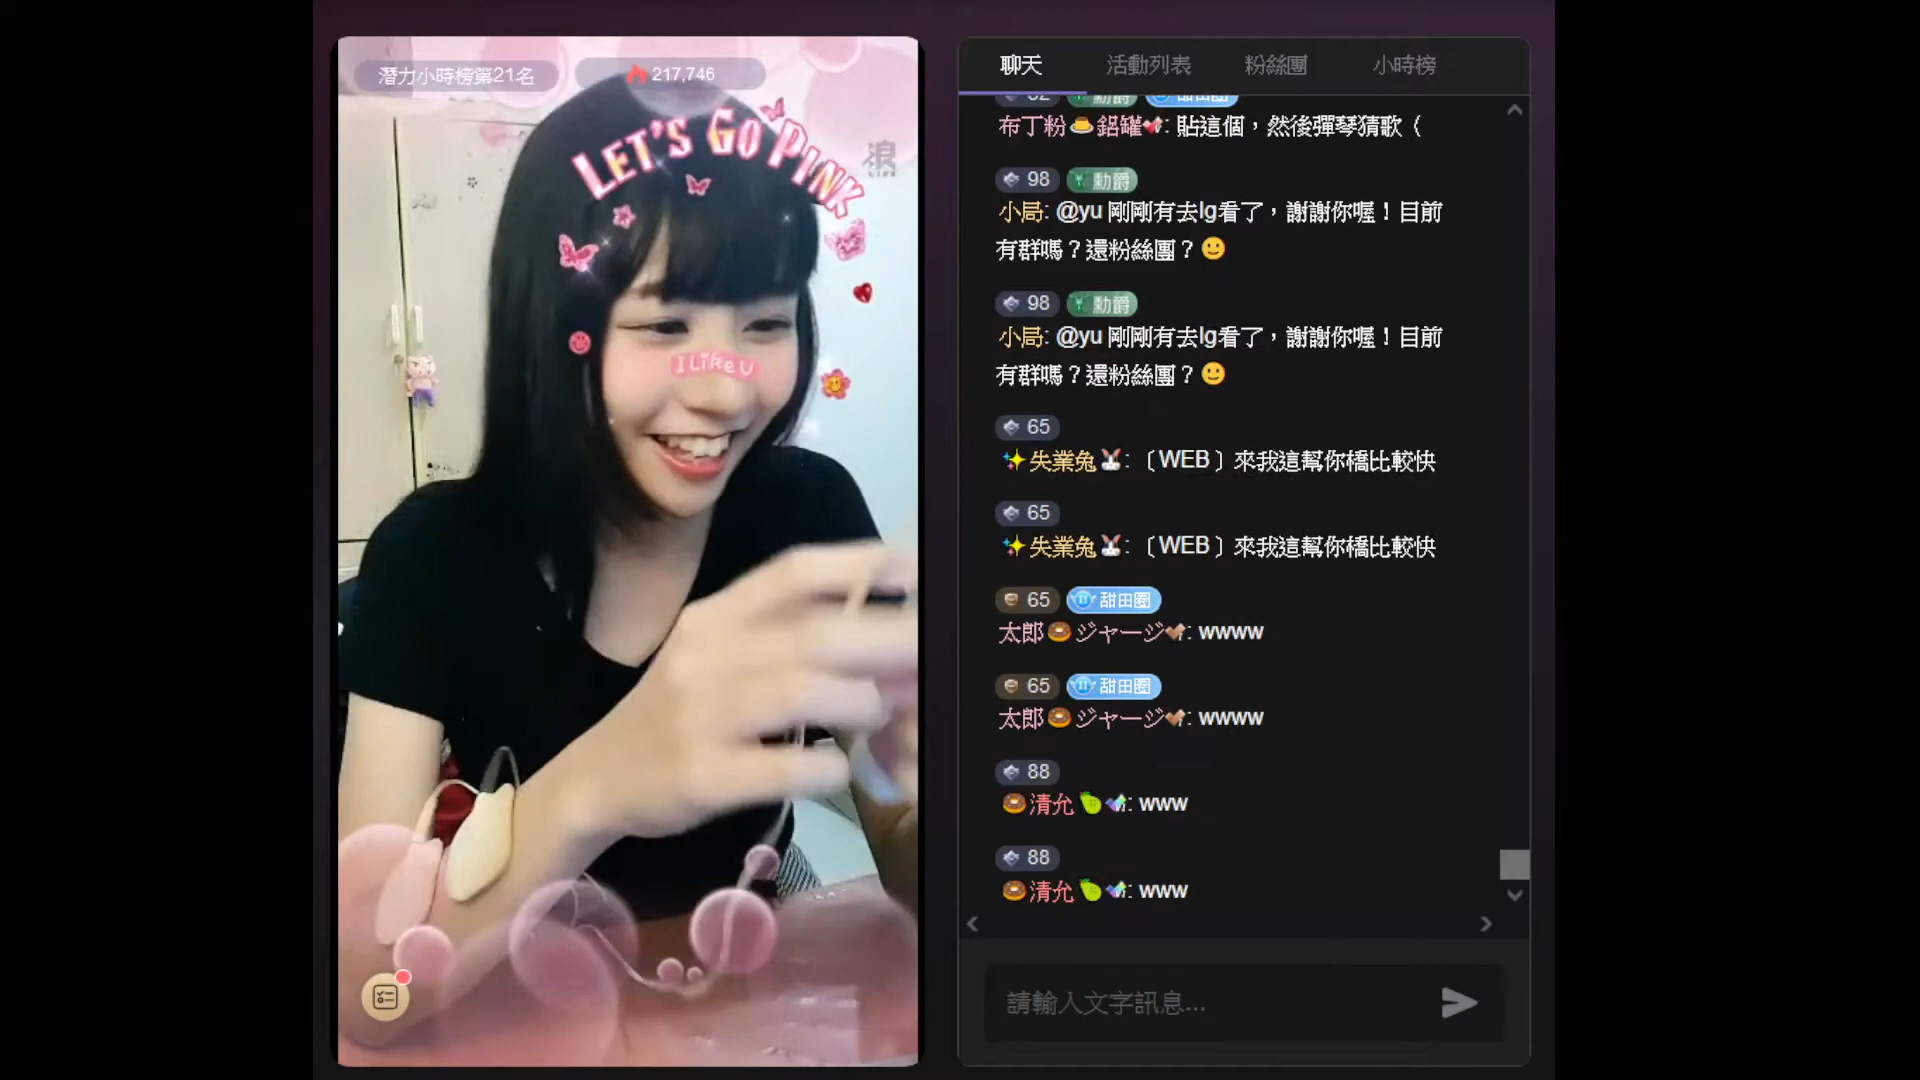 潛力小時榜第21名
217,746
LET'S GO PINK
浪
LIVE
I Like U
聊天
活動列表
粉絲團
小時榜
62 勳爵 甜田圈
布丁粉🍮鋁罐: 貼這個，然後彈琴猜歌（
98 勳爵
小局: @yu 剛剛有去Ig看了，謝謝你喔！目前
有群嗎？還粉絲團？🙂
98 勳爵
小局: @yu 剛剛有去Ig看了，謝謝你喔！目前
有群嗎？還粉絲團？🙂
65
✨失業兔🐰: 〔WEB〕來我這幫你橋比較快
65
✨失業兔🐰: 〔WEB〕來我這幫你橋比較快
65 甜田圈
太郎🍩ジャージ: wwww
65 甜田圈
太郎🍩ジャージ: wwww
88
🍩清允🍐: www
88
🍩清允🍐: www
請輸入文字訊息...